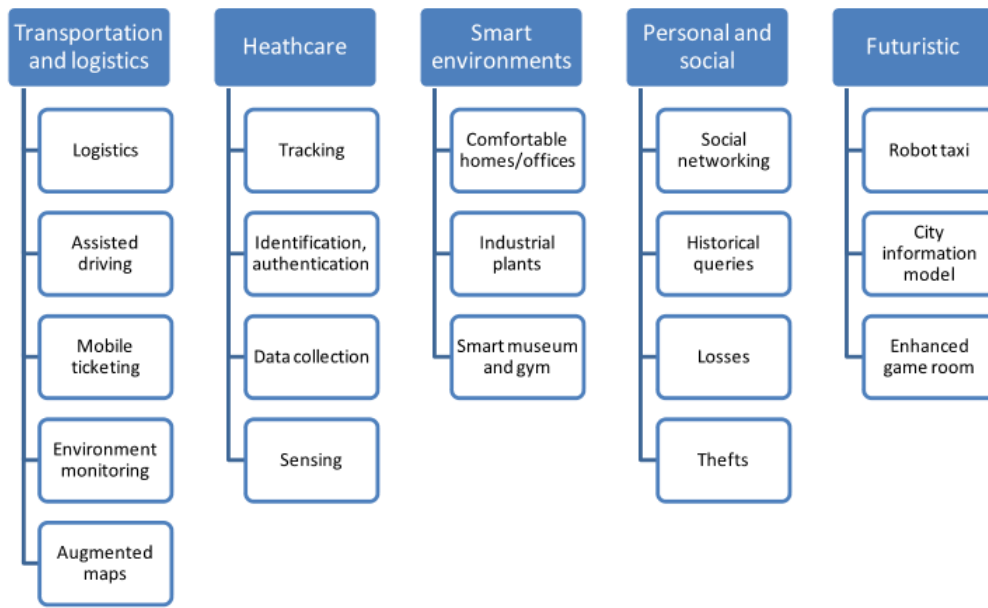 Transportation
and logistics
Logistics
Assisted
driving
Mobile
ticketing
Environment
monitoring
Augmented
maps
Heathcare
Tracking
Identification,
authentication
Data collection
Sensing
Smart
environments
Comfortable
homes/offices
Industrial
plants
Smart museum
and gym
Personal and
social
Social
networking
Historical
queries
Losses
Thefts
Futuristic
Robot taxi
City
information
model
Enhanced
game room